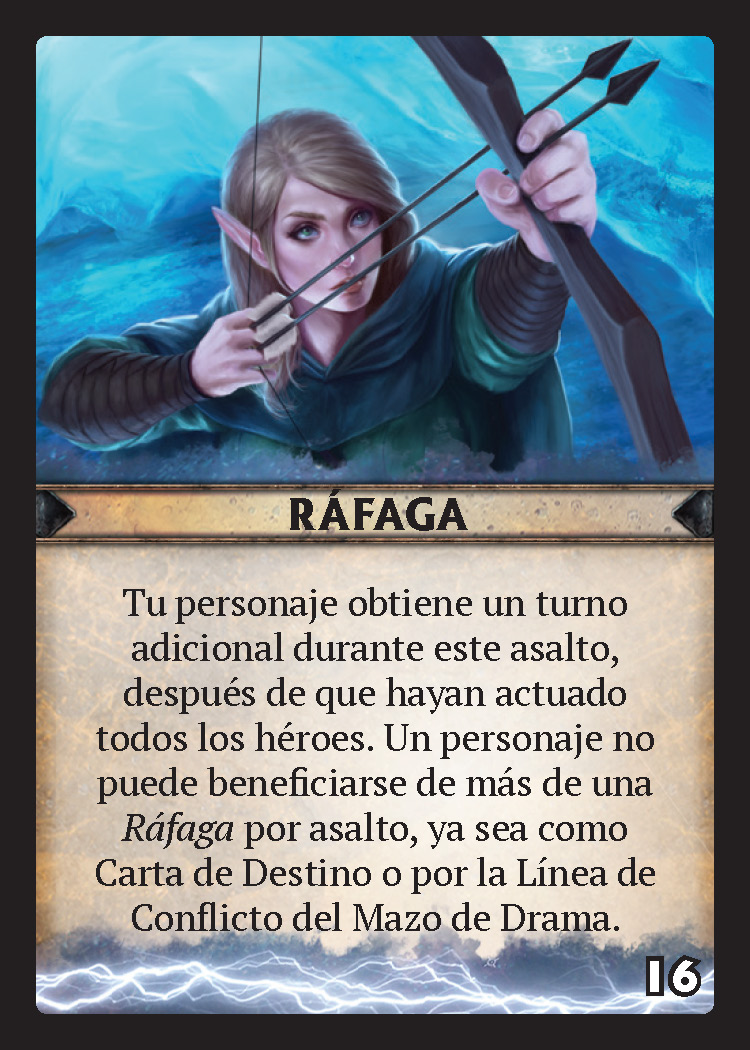 RÁFAGA
Tu personaje obtiene un turno
adicional durante este asalto,
después de que hayan actuado
todos los héroes. Un personaje no
puede beneficiarse de más de una
Ráfaga por asalto, ya sea como
Carta de Destino o por la Línea de
Conflicto del Mazo de Drama.
16